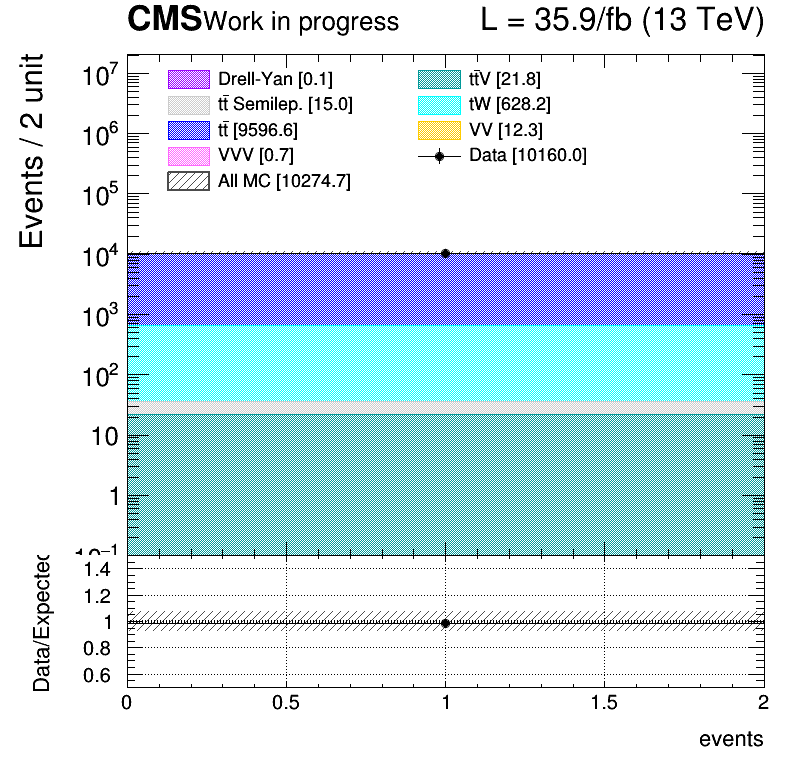 CMS Work in progress L = 35.9/fb (13 TeV)
Events / 2 unit
10⁷
10⁶
10⁵
10⁴
10³
10²
10
1
10⁻¹
Drell-Yan [0.1]
tt̄ Semilep. [15.0]
tt̄ [9596.6]
VVV [0.7]
All MC [10274.7]
tt̄V [21.8]
tW [628.2]
VV [12.3]
Data [10160.0]
Data/Expected
1.4
1.2
1
0.8
0.6
0 0.5 1 1.5 2
events